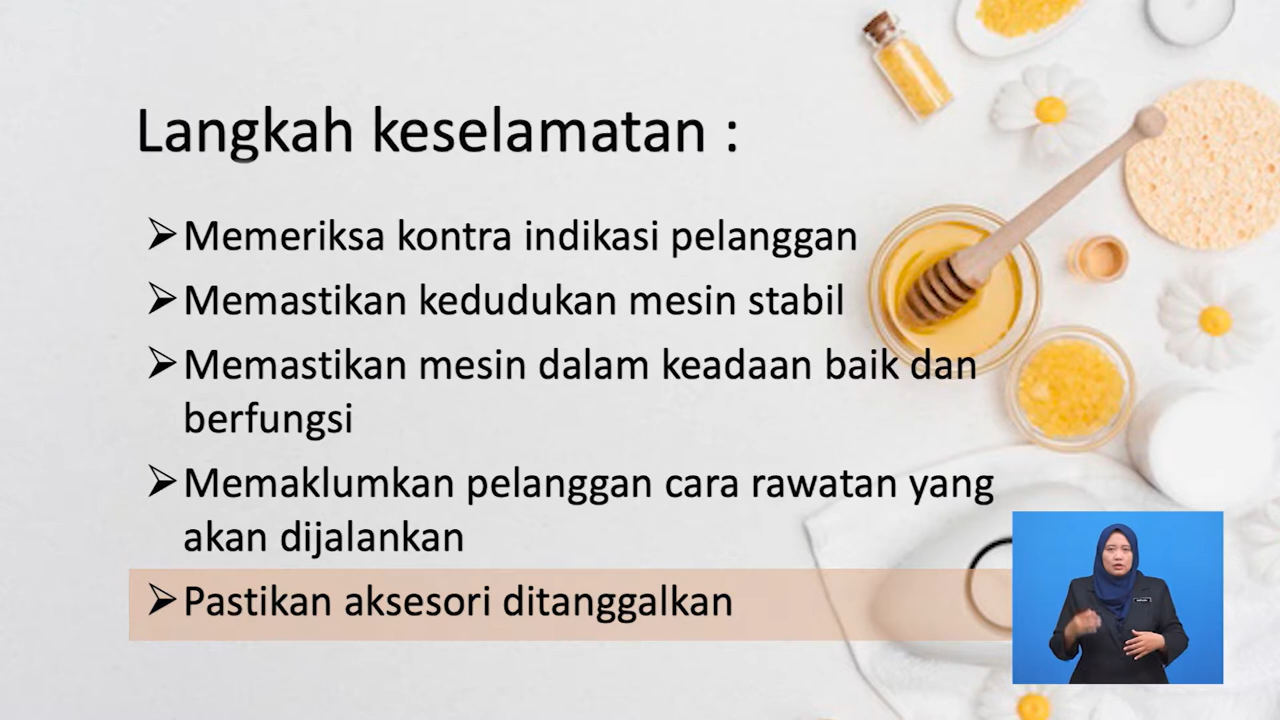 Langkah keselamatan :
➢Memeriksa kontra indikasi pelanggan
➢Memastikan kedudukan mesin stabil
➢Memastikan mesin dalam keadaan baik dan
berfungsi
➢Memaklumkan pelanggan cara rawatan yang
akan dijalankan
➢Pastikan aksesori ditanggalkan